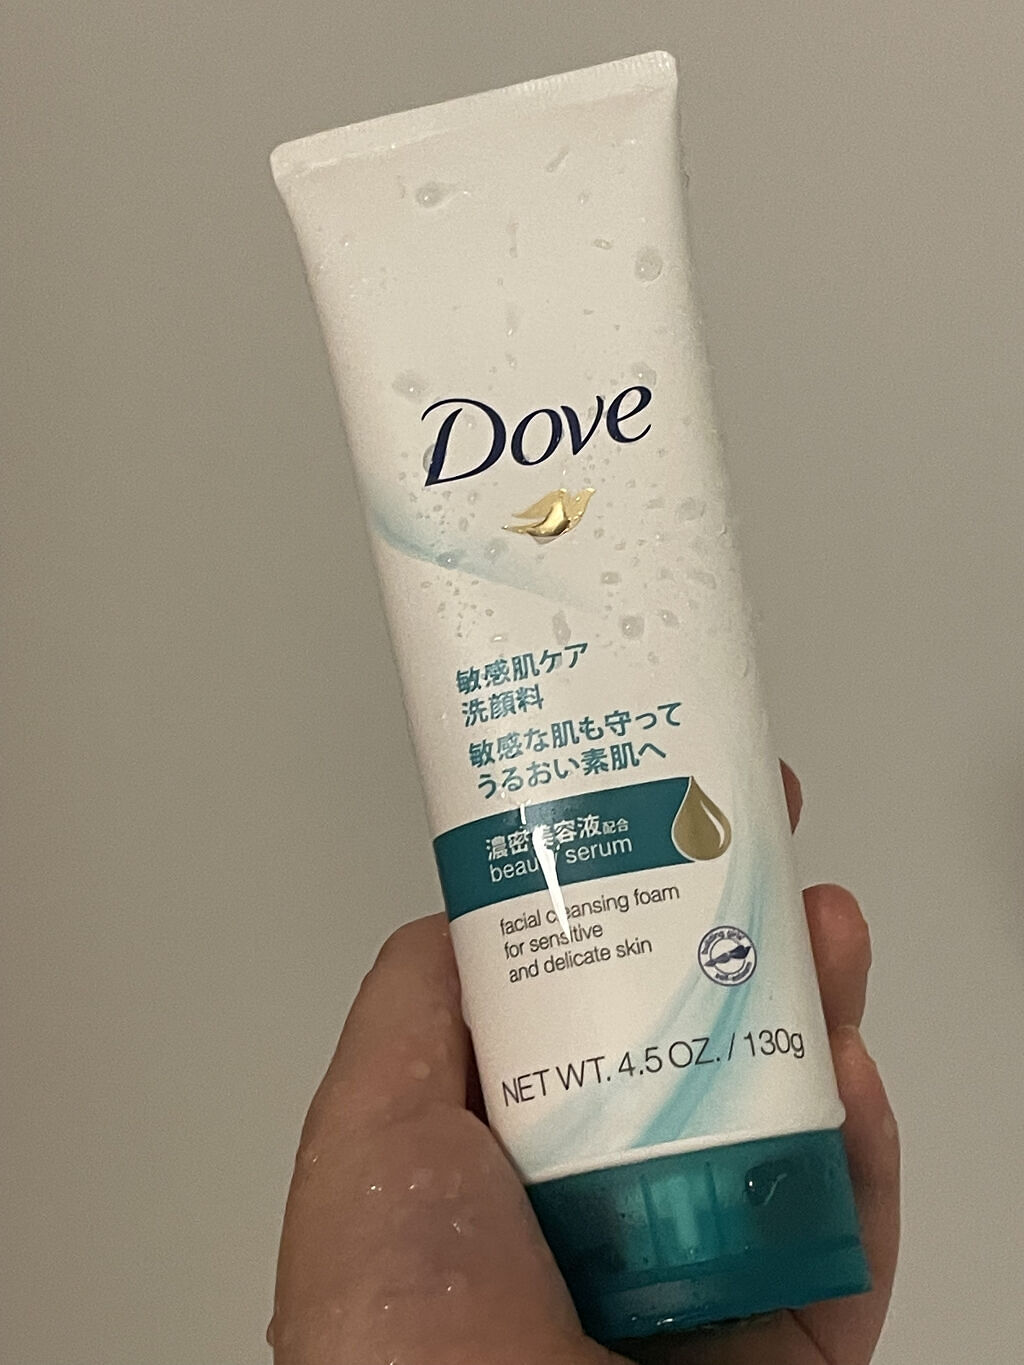 Dove
敏感肌ケア
洗顔料
敏感な肌も守って
うるおい素肌へ
濃密美容液配合
beauty serum
facial cleansing foam
for sensitive
and delicate skin
NET WT. 4.5 OZ. / 130g